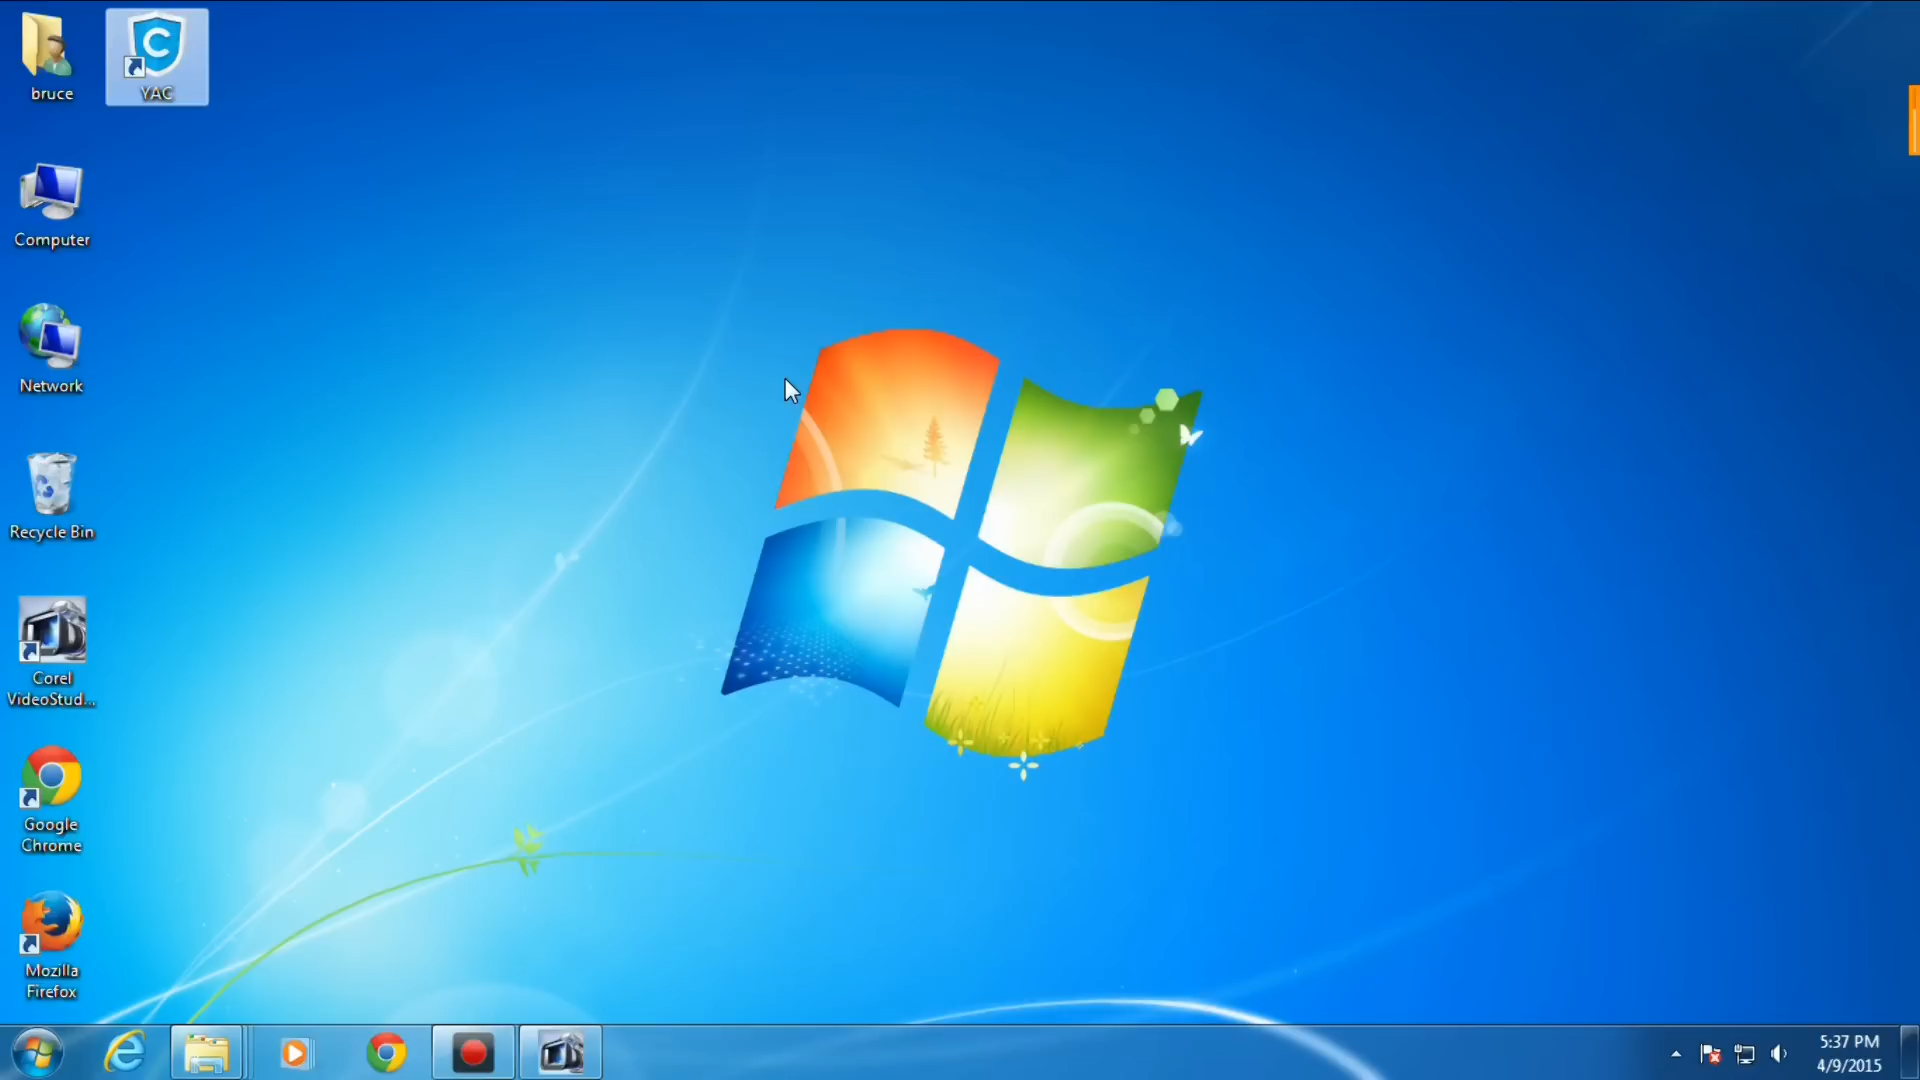 bruce
YAC
Computer
Network
Recycle Bin
Corel
VideoStud...
Google
Chrome
Mozilla
Firefox
5:37 PM
4/9/2015